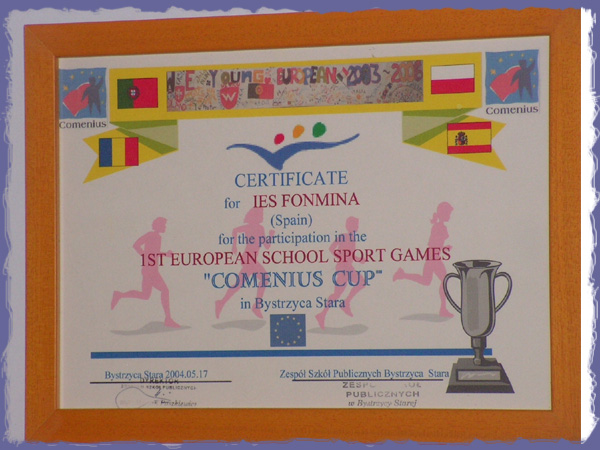 YOUNG EUROPEAN 2003 - 2006
Comenius
Comenius
CERTIFICATE
for IES FONMINA
(Spain)
for the participation in the
1ST EUROPEAN SCHOOL SPORT GAMES
"COMENIUS CUP"
in Bystrzyca Stara
Bystrzyca Stara 2004.05.17
Zespół Szkół Publicznych Bystrzyca Stara
DYREKTOR
PUBLICZNYCH
w Bystrzycy Starej